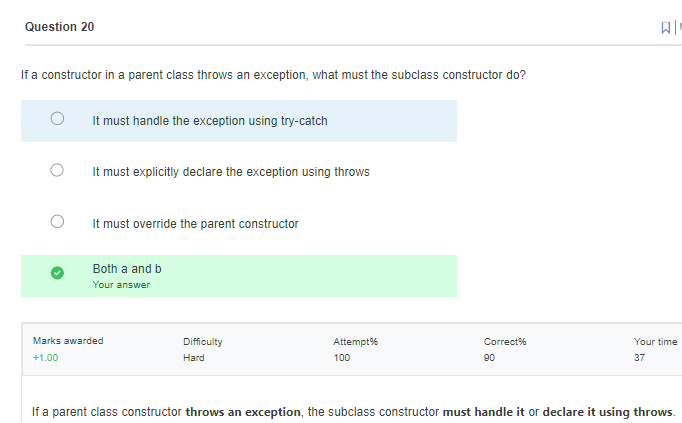 Question 20
If a constructor in a parent class throws an exception, what must the subclass constructor do?
It must handle the exception using try-catch
It must explicitly declare the exception using throws
It must override the parent constructor
Both a and b
Your answer
Marks awarded Difficulty Attempt% Correct% Your time
+1.00 Hard 100 90 37
If a parent class constructor throws an exception, the subclass constructor must handle it or declare it using throws.